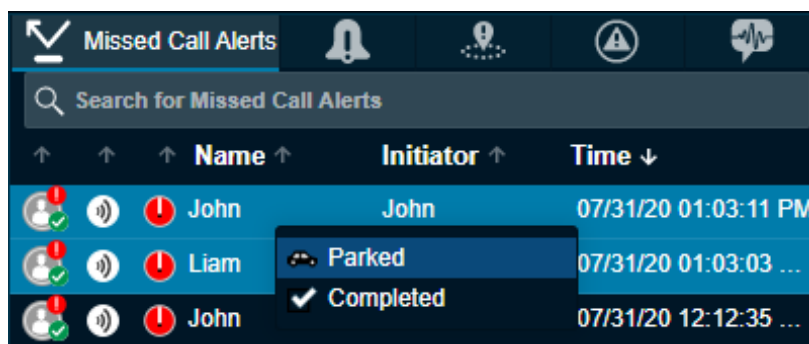 Missed Call Alerts
Search for Missed Call Alerts
Name Initiator Time
John John 07/31/20 01:03:11 PM
Parked
Liam 07/31/20 01:03:03 ...
Completed
John 07/31/20 12:12:35 ...